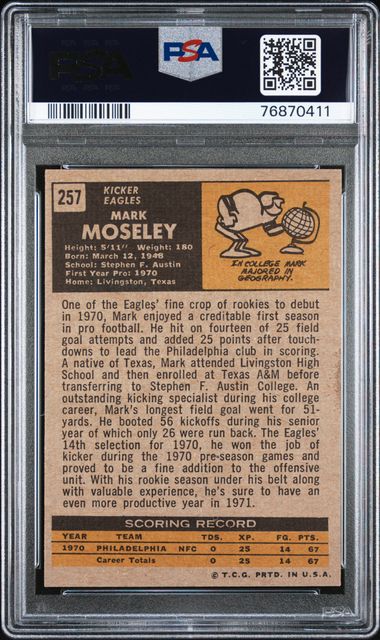 PSA
PSA
76870411
257
KICKER
EAGLES
MARK
MOSELEY
Height: 5'11" Weight: 180
Born: March 12, 1948
School: Stephen F. Austin
First Year Pro: 1970
Home: Livingston, Texas
IN COLLEGE MARK
MAJORED IN
GEOGRAPHY.
One of the Eagles' fine crop of rookies to debut
in 1970, Mark enjoyed a creditable first season
in pro football. He hit on fourteen of 25 field
goal attempts and added 25 points after touch-
downs to lead the Philadelphia club in scoring.
A native of Texas, Mark attended Livingston High
School and then enrolled at Texas A&M before
transferring to Stephen F. Austin College. An
outstanding kicking specialist during his college
career, Mark's longest field goal went for 51-
yards. He booted 56 kickoffs during his senior
year of which only 26 were run back. The Eagles'
14th selection for 1970, he won the job of
kicker during the 1970 pre-season games and
proved to be a fine addition to the offensive
unit. With his rookie season under his belt along
with valuable experience, he's sure to have an
even more productive year in 1971.
SCORING RECORD
YEAR TEAM TDS. XP. FG. PTS.
1970 PHILADELPHIA NFC 0 25 14 67
Career Totals 0 25 14 67
© T.C.G. PRTD. IN U.S.A.
PSA